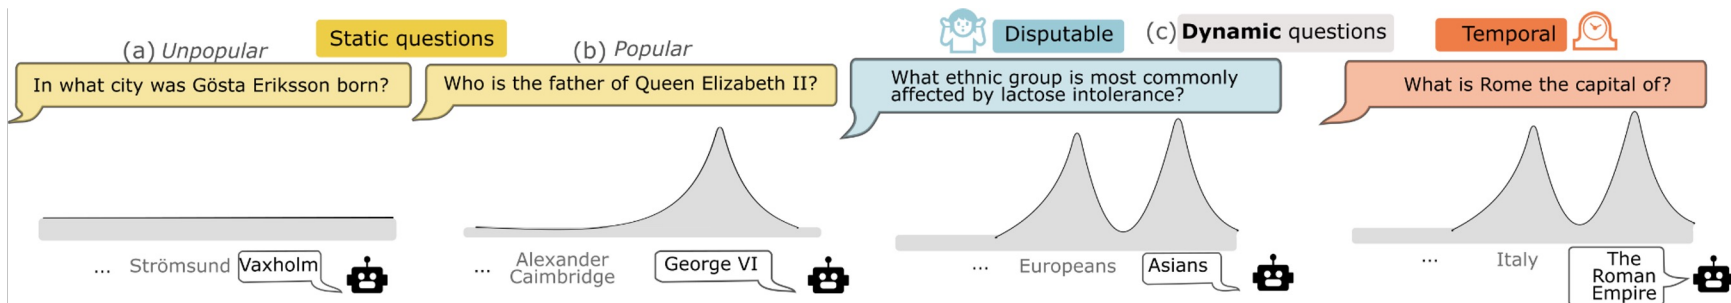 (a) Unpopular
Static questions
(b) Popular
Disputable
(c) Dynamic questions
Temporal
In what city was Gösta Eriksson born?
Who is the father of Queen Elizabeth II?
What ethnic group is most commonly
affected by lactose intolerance?
What is Rome the capital of?
... Strömsund Vaxholm
... Alexander
Caimbridge
George VI
... Europeans Asians
... Italy
The
Roman
Empire